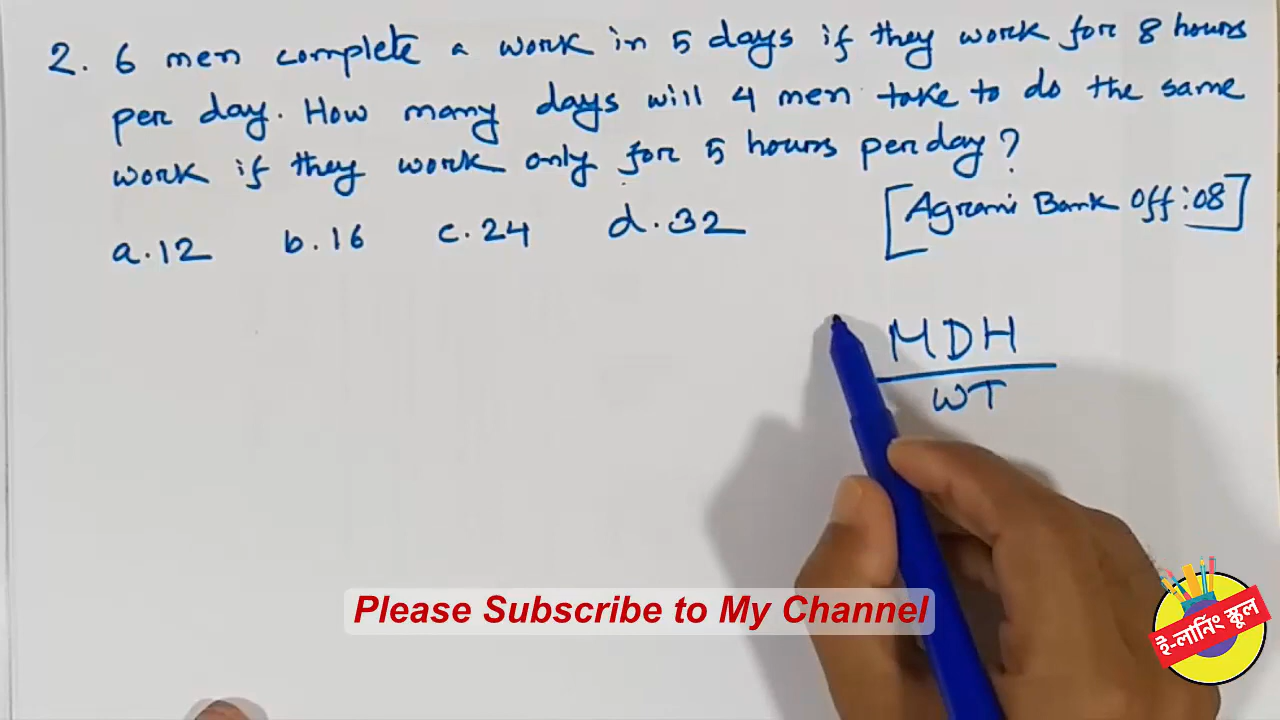 2. 6 men complete a work in 5 days if they work for 8 hours
per day. How many days will 4 men take to do the same
work if they work only for 5 hours per day?
[Agrani Bank Off:08]
a.12 b.16 c.24 d.32
MDH
WT
Please Subscribe to My Channel
ই-লার্নিং স্কুল